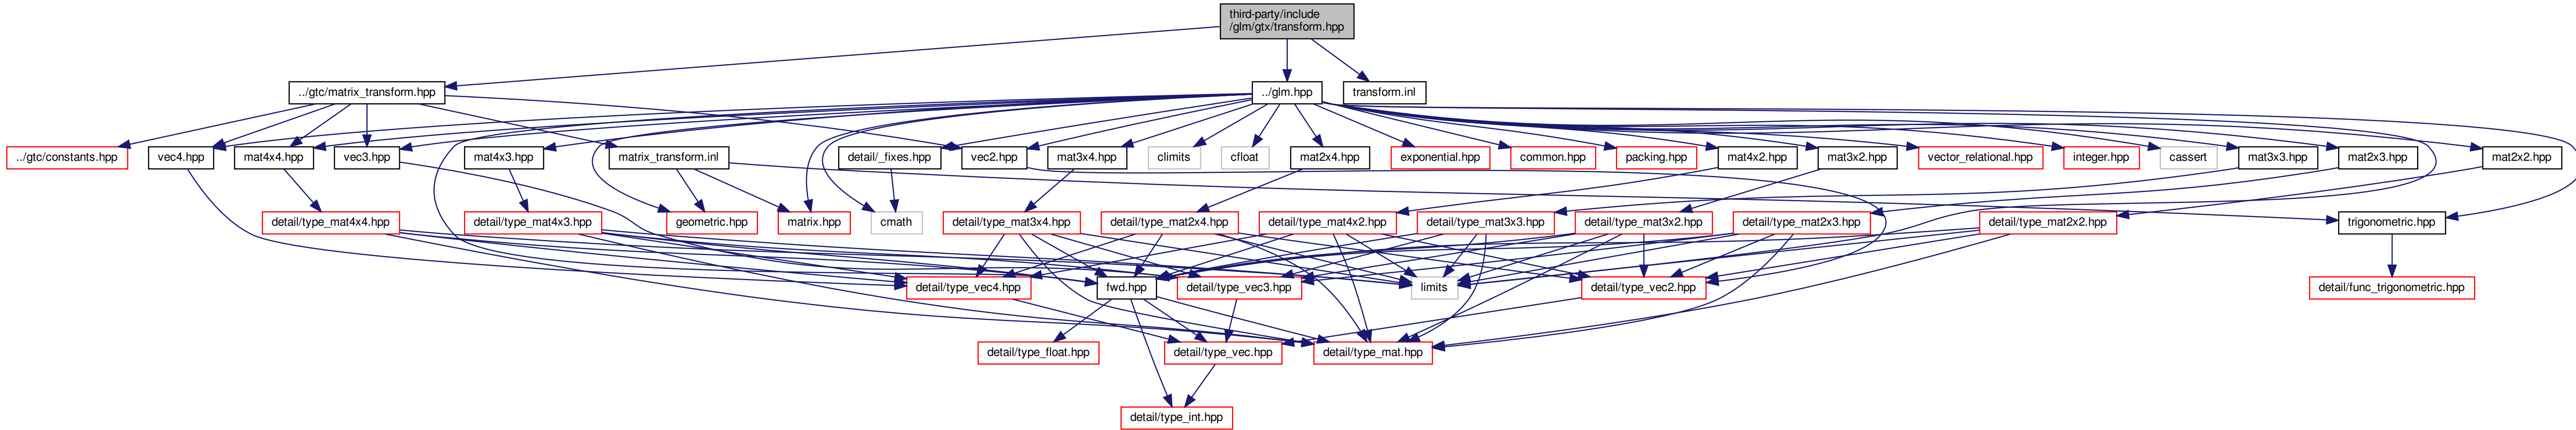 third-party/include
/glm/gtx/transform.hpp
../gtc/matrix_transform.hpp
../glm.hpp
transform.inl
../gtc/constants.hpp
vec4.hpp
mat4x4.hpp
vec3.hpp
mat4x3.hpp
matrix_transform.inl
detail/_fixes.hpp
vec2.hpp
mat3x4.hpp
climits
cfloat
mat2x4.hpp
exponential.hpp
common.hpp
packing.hpp
mat4x2.hpp
mat3x2.hpp
vector_relational.hpp
integer.hpp
cassert
mat3x3.hpp
mat2x3.hpp
mat2x2.hpp
detail/type_mat4x4.hpp
detail/type_mat4x3.hpp
geometric.hpp
matrix.hpp
cmath
detail/type_mat3x4.hpp
detail/type_mat2x4.hpp
detail/type_mat4x2.hpp
detail/type_mat3x3.hpp
detail/type_mat3x2.hpp
detail/type_mat2x3.hpp
detail/type_mat2x2.hpp
trigonometric.hpp
detail/type_vec4.hpp
fwd.hpp
detail/type_vec3.hpp
limits
detail/type_vec2.hpp
detail/func_trigonometric.hpp
detail/type_float.hpp
detail/type_vec.hpp
detail/type_mat.hpp
detail/type_int.hpp